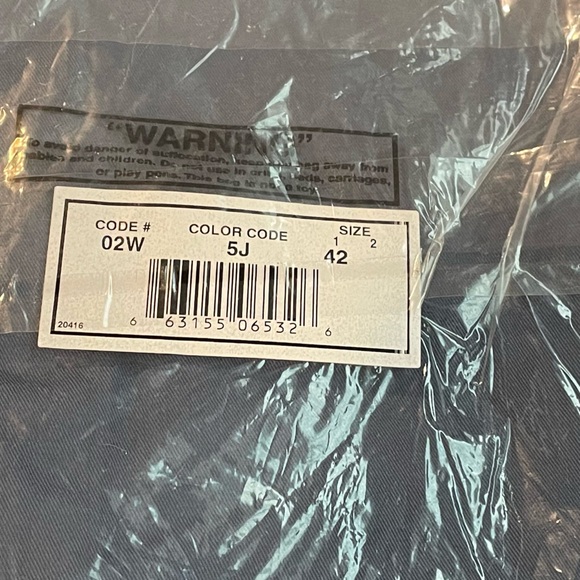 "WARNING"
To avoid danger of suffocation, keep this bag away from
babies and children. Do not use in cribs, beds, carriages,
or play pens. This bag is not a toy.
CODE # COLOR CODE SIZE
1 2
02W 5J 42
6 63155 06532 6
20416